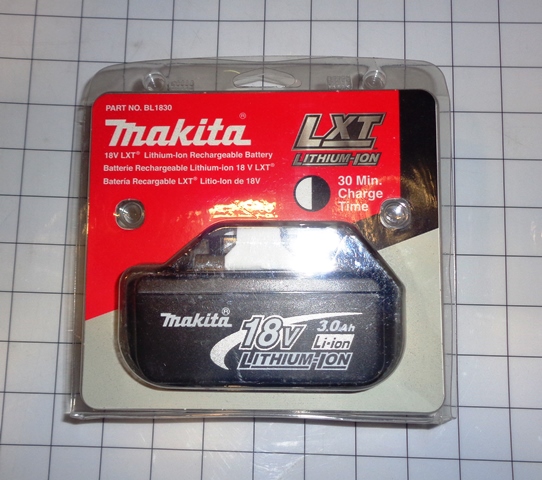 PART NO. BL1830
makita®
18V LXT® Lithium-Ion Rechargeable Battery
Batterie Rechargeable Lithium-ion 18 V LXT®
Batería Recargable LXT® Litio-Ion de 18V
LXT
LITHIUM-ION
30 Min.
Charge
Time
makita®
18V
LITHIUM-ION
3.0Ah
Li-ion